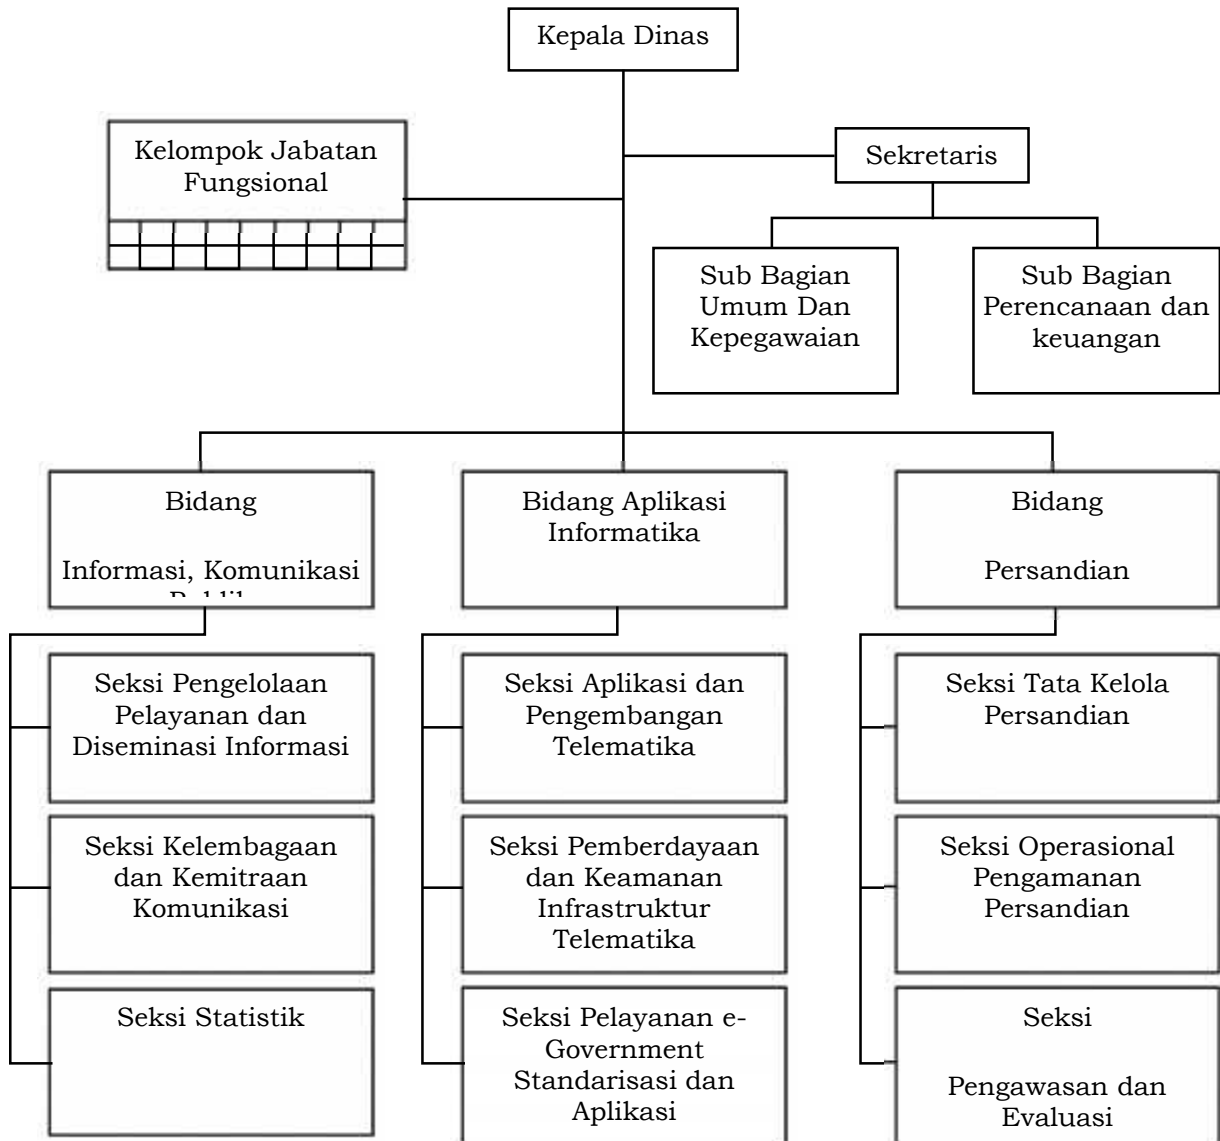 Kepala Dinas
Kelompok Jabatan
Fungsional
Sekretaris
Sub Bagian
Umum Dan
Kepegawaian
Sub Bagian
Perencanaan dan
keuangan
Bidang
Informasi, Komunikasi
Bidang Aplikasi
Informatika
Bidang
Persandian
Seksi Pengelolaan
Pelayanan dan
Diseminasi Informasi
Seksi Aplikasi dan
Pengembangan
Telematika
Seksi Tata Kelola
Persandian
Seksi Kelembagaan
dan Kemitraan
Komunikasi
Seksi Pemberdayaan
dan Keamanan
Infrastruktur
Telematika
Seksi Operasional
Pengamanan
Persandian
Seksi Statistik
Seksi Pelayanan e-
Government
Standarisasi dan
Aplikasi
Seksi
Pengawasan dan
Evaluasi